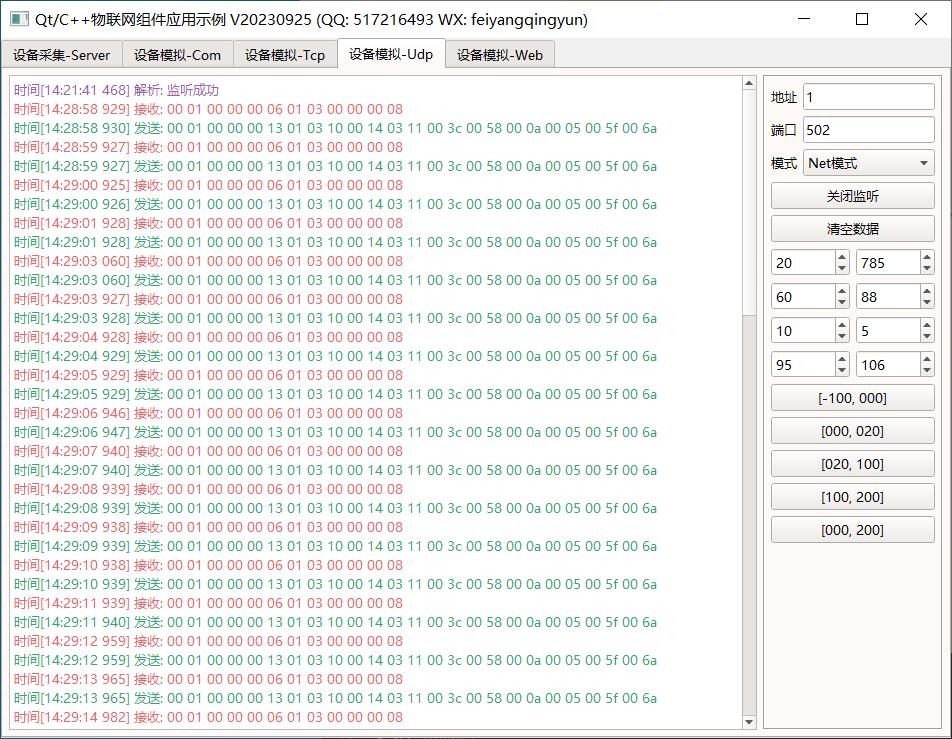 Qt/C++物联网组件应用示例 V20230925 (QQ: 517216493 WX: feiyangqingyun)
设备采集-Server 设备模拟-Com 设备模拟-Tcp 设备模拟-Udp 设备模拟-Web
时间[14:21:41 468] 解析: 监听成功
时间[14:28:58 929] 接收: 00 01 00 00 00 06 01 03 00 00 00 08
时间[14:28:58 930] 发送: 00 01 00 00 00 13 01 03 10 00 14 03 11 00 3c 00 58 00 0a 00 05 00 5f 00 6a
时间[14:28:59 927] 接收: 00 01 00 00 00 06 01 03 00 00 00 08
时间[14:28:59 927] 发送: 00 01 00 00 00 13 01 03 10 00 14 03 11 00 3c 00 58 00 0a 00 05 00 5f 00 6a
时间[14:29:00 925] 接收: 00 01 00 00 00 06 01 03 00 00 00 08
时间[14:29:00 926] 发送: 00 01 00 00 00 13 01 03 10 00 14 03 11 00 3c 00 58 00 0a 00 05 00 5f 00 6a
时间[14:29:01 928] 接收: 00 01 00 00 00 06 01 03 00 00 00 08
时间[14:29:01 928] 发送: 00 01 00 00 00 13 01 03 10 00 14 03 11 00 3c 00 58 00 0a 00 05 00 5f 00 6a
时间[14:29:03 060] 接收: 00 01 00 00 00 06 01 03 00 00 00 08
时间[14:29:03 060] 发送: 00 01 00 00 00 13 01 03 10 00 14 03 11 00 3c 00 58 00 0a 00 05 00 5f 00 6a
时间[14:29:03 927] 接收: 00 01 00 00 00 06 01 03 00 00 00 08
时间[14:29:03 928] 发送: 00 01 00 00 00 13 01 03 10 00 14 03 11 00 3c 00 58 00 0a 00 05 00 5f 00 6a
时间[14:29:04 928] 接收: 00 01 00 00 00 06 01 03 00 00 00 08
时间[14:29:04 929] 发送: 00 01 00 00 00 13 01 03 10 00 14 03 11 00 3c 00 58 00 0a 00 05 00 5f 00 6a
时间[14:29:05 929] 接收: 00 01 00 00 00 06 01 03 00 00 00 08
时间[14:29:05 929] 发送: 00 01 00 00 00 13 01 03 10 00 14 03 11 00 3c 00 58 00 0a 00 05 00 5f 00 6a
时间[14:29:06 946] 接收: 00 01 00 00 00 06 01 03 00 00 00 08
时间[14:29:06 947] 发送: 00 01 00 00 00 13 01 03 10 00 14 03 11 00 3c 00 58 00 0a 00 05 00 5f 00 6a
时间[14:29:07 940] 接收: 00 01 00 00 00 06 01 03 00 00 00 08
时间[14:29:07 940] 发送: 00 01 00 00 00 13 01 03 10 00 14 03 11 00 3c 00 58 00 0a 00 05 00 5f 00 6a
时间[14:29:08 939] 接收: 00 01 00 00 00 06 01 03 00 00 00 08
时间[14:29:08 939] 发送: 00 01 00 00 00 13 01 03 10 00 14 03 11 00 3c 00 58 00 0a 00 05 00 5f 00 6a
时间[14:29:09 938] 接收: 00 01 00 00 00 06 01 03 00 00 00 08
时间[14:29:09 939] 发送: 00 01 00 00 00 13 01 03 10 00 14 03 11 00 3c 00 58 00 0a 00 05 00 5f 00 6a
时间[14:29:10 938] 接收: 00 01 00 00 00 06 01 03 00 00 00 08
时间[14:29:10 939] 发送: 00 01 00 00 00 13 01 03 10 00 14 03 11 00 3c 00 58 00 0a 00 05 00 5f 00 6a
时间[14:29:11 939] 接收: 00 01 00 00 00 06 01 03 00 00 00 08
时间[14:29:11 940] 发送: 00 01 00 00 00 13 01 03 10 00 14 03 11 00 3c 00 58 00 0a 00 05 00 5f 00 6a
时间[14:29:12 959] 接收: 00 01 00 00 00 06 01 03 00 00 00 08
时间[14:29:12 959] 发送: 00 01 00 00 00 13 01 03 10 00 14 03 11 00 3c 00 58 00 0a 00 05 00 5f 00 6a
时间[14:29:13 965] 接收: 00 01 00 00 00 06 01 03 00 00 00 08
时间[14:29:13 965] 发送: 00 01 00 00 00 13 01 03 10 00 14 03 11 00 3c 00 58 00 0a 00 05 00 5f 00 6a
时间[14:29:14 982] 接收: 00 01 00 00 00 06 01 03 00 00 00 08
地址 1
端口 502
模式 Net模式
关闭监听
清空数据
20 785
60 88
10 5
95 106
[-100, 000]
[000, 020]
[020, 100]
[100, 200]
[000, 200]